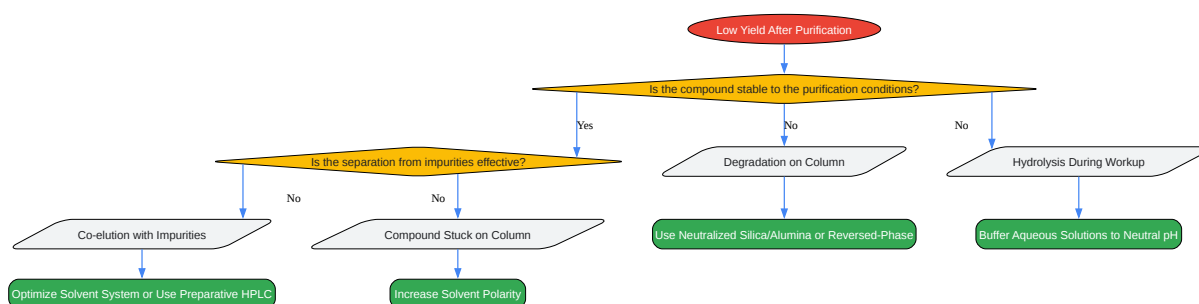 Low Yield After Purification
Is the compound stable to the purification conditions?
Yes
No
No
Is the separation from impurities effective?
Degradation on Column
Hydrolysis During Workup
No
No
Co-elution with Impurities
Compound Stuck on Column
Use Neutralized Silica/Alumina or Reversed-Phase
Buffer Aqueous Solutions to Neutral pH
Optimize Solvent System or Use Preparative HPLC
Increase Solvent Polarity